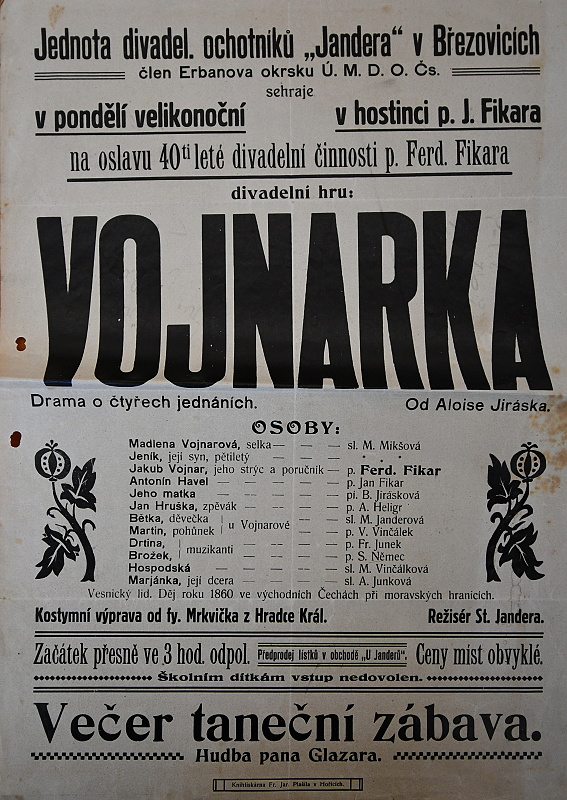 Jednota divadel. ochotníků „Jandera“ v Březovicích
člen Erbanova okrsku Ú. M. D. O. Čs.
sehraje
v pondělí velikonoční v hostinci p. J. Fikara
na oslavu 40ti leté divadelní činnosti p. Ferd. Fikara
divadelní hru:
VOJNARKA
Drama o čtyřech jednáních. Od Aloise Jiráska.
OSOBY:
Madlena Vojnarová, selka — — — sl. M. Mikšová
Jeník, její syn, pětiletý . . .
Jakub Vojnar, jeho strýc a poručník — p. Ferd. Fikar
Antonín Havel — — — — p. Jan Fikar
Jeho matka — — — — pí. B. Jirásková
Jan Hruška, zpěvák — — — p. A. Heligr
Bětka, děvečka } u Vojnarové — — sl. M. Janderová
Martin, pohůnek } — — p. V. Vinčálek
Drtina, } muzikanti — — — p. Fr. Junek
Brožek, } — — — p. S. Němec
Hospodská — — — — sl. M. Vinčálková
Marjánka, její dcera — — — sl. A. Junková
Vesnický lid. Děj roku 1860 ve východních Čechách při moravských hranicích.
Kostymní výprava od fy. Mrkvička z Hradce Král. Režisér St. Jandera.
Začátek přesně ve 3 hod. odpol. Předprodej lístků v obchodě „U Janderů“. Ceny míst obvyklé.
Školním dítkám vstup nedovolen.
Večer taneční zábava.
Hudba pana Glazara.
Knihtiskárna Fr. Jar. Plašila v Hořicích.